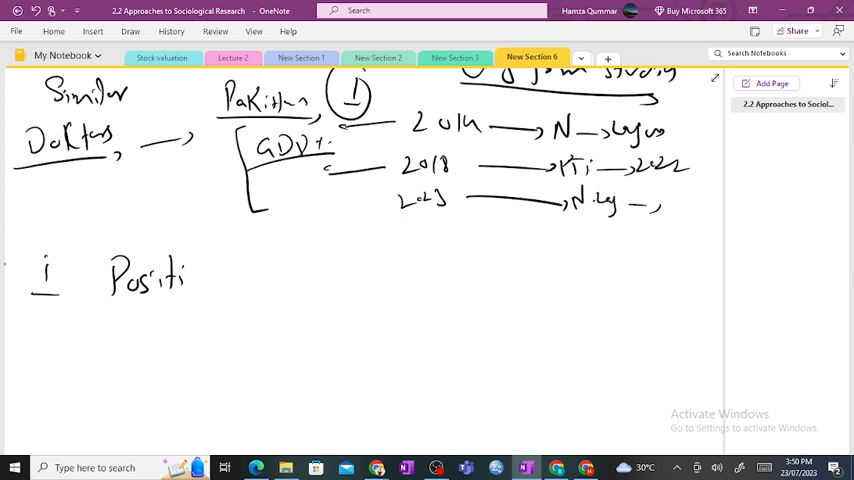 2.2 Approaches to Sociological Research - OneNote
Search
Hamza Qummar
Buy Microsoft 365
File Home Insert Draw History Review View Help
Share
My Notebook
Stock valuation
Lecture 2
New Section 1
New Section 2
New Section 3
New Section 6
Search Notebooks
Add Page
2.2 Approaches to Sociol...
Similar
Pakistan, 1
Doktors,
GDP%
2014 N
2018 PTi 2022
2023 N
i Positi
Activate Windows
Go to Settings to activate Windows.
Type here to search
30°C
3:50 PM
23/07/2023